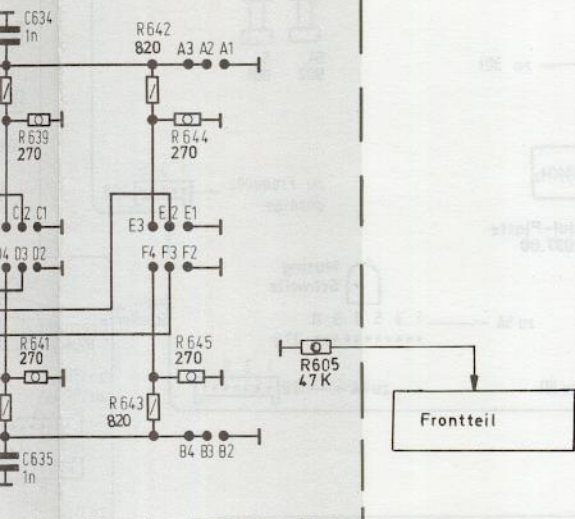 C634
1n
R642
820
A3 A2 A1
R639
270
R644
270
C2 C1
E3 E2 E1
D4 D3 D2
F4 F3 F2
R641
270
R645
270
R605
47K
R643
820
Frontteil
B4 B3 B2
C635
1n